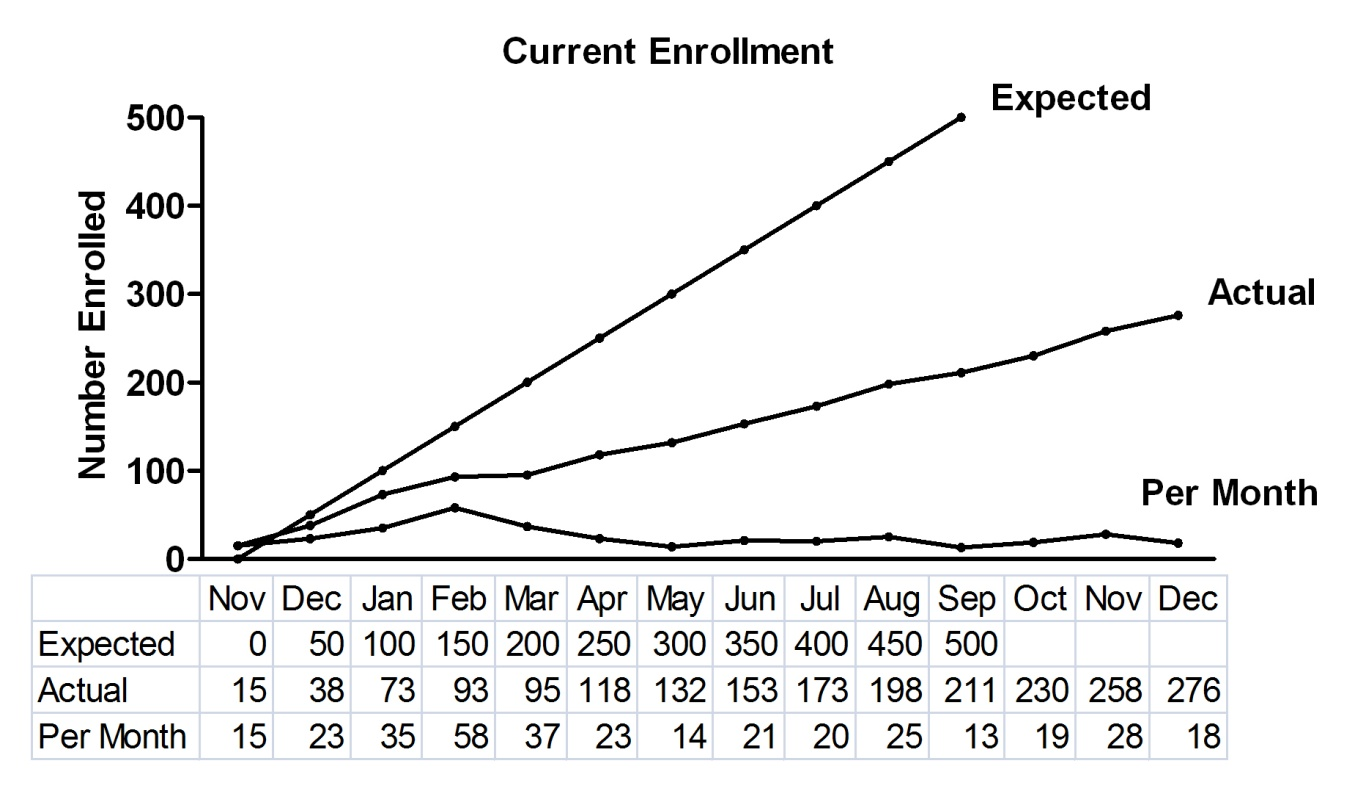 Current Enrollment
Expected
500
400
Actual
300
200
100
Per Month
0
Number Enrolled
Nov Dec Jan Feb Mar Apr May Jun Jul Aug Sep Oct Nov Dec
Expected 0 50 100 150 200 250 300 350 400 450 500
Actual 15 38 73 93 95 118 132 153 173 198 211 230 258 276
Per Month 15 23 35 58 37 23 14 21 20 25 13 19 28 18